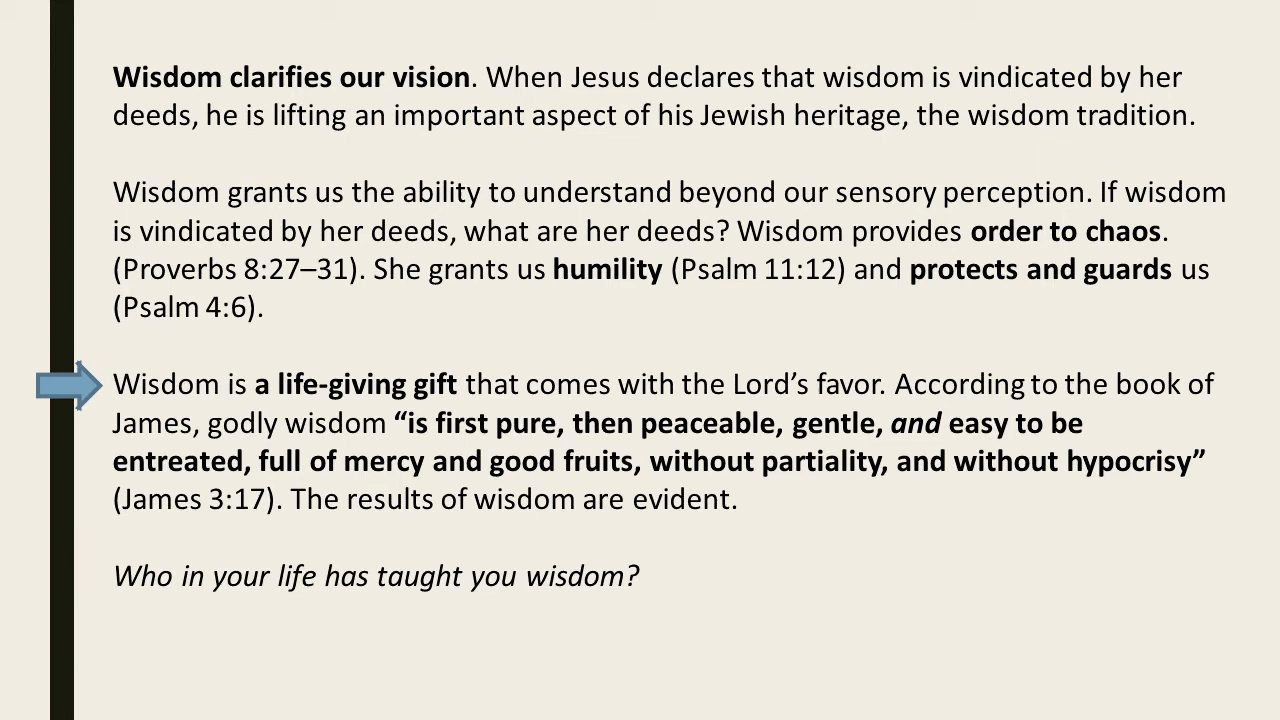 Wisdom clarifies our vision. When Jesus declares that wisdom is vindicated by her
deeds, he is lifting an important aspect of his Jewish heritage, the wisdom tradition.
Wisdom grants us the ability to understand beyond our sensory perception. If wisdom
is vindicated by her deeds, what are her deeds? Wisdom provides order to chaos.
(Proverbs 8:27–31). She grants us humility (Psalm 11:12) and protects and guards us
(Psalm 4:6).
Wisdom is a life-giving gift that comes with the Lord’s favor. According to the book of
James, godly wisdom “is first pure, then peaceable, gentle, and easy to be
entreated, full of mercy and good fruits, without partiality, and without hypocrisy”
(James 3:17). The results of wisdom are evident.
Who in your life has taught you wisdom?